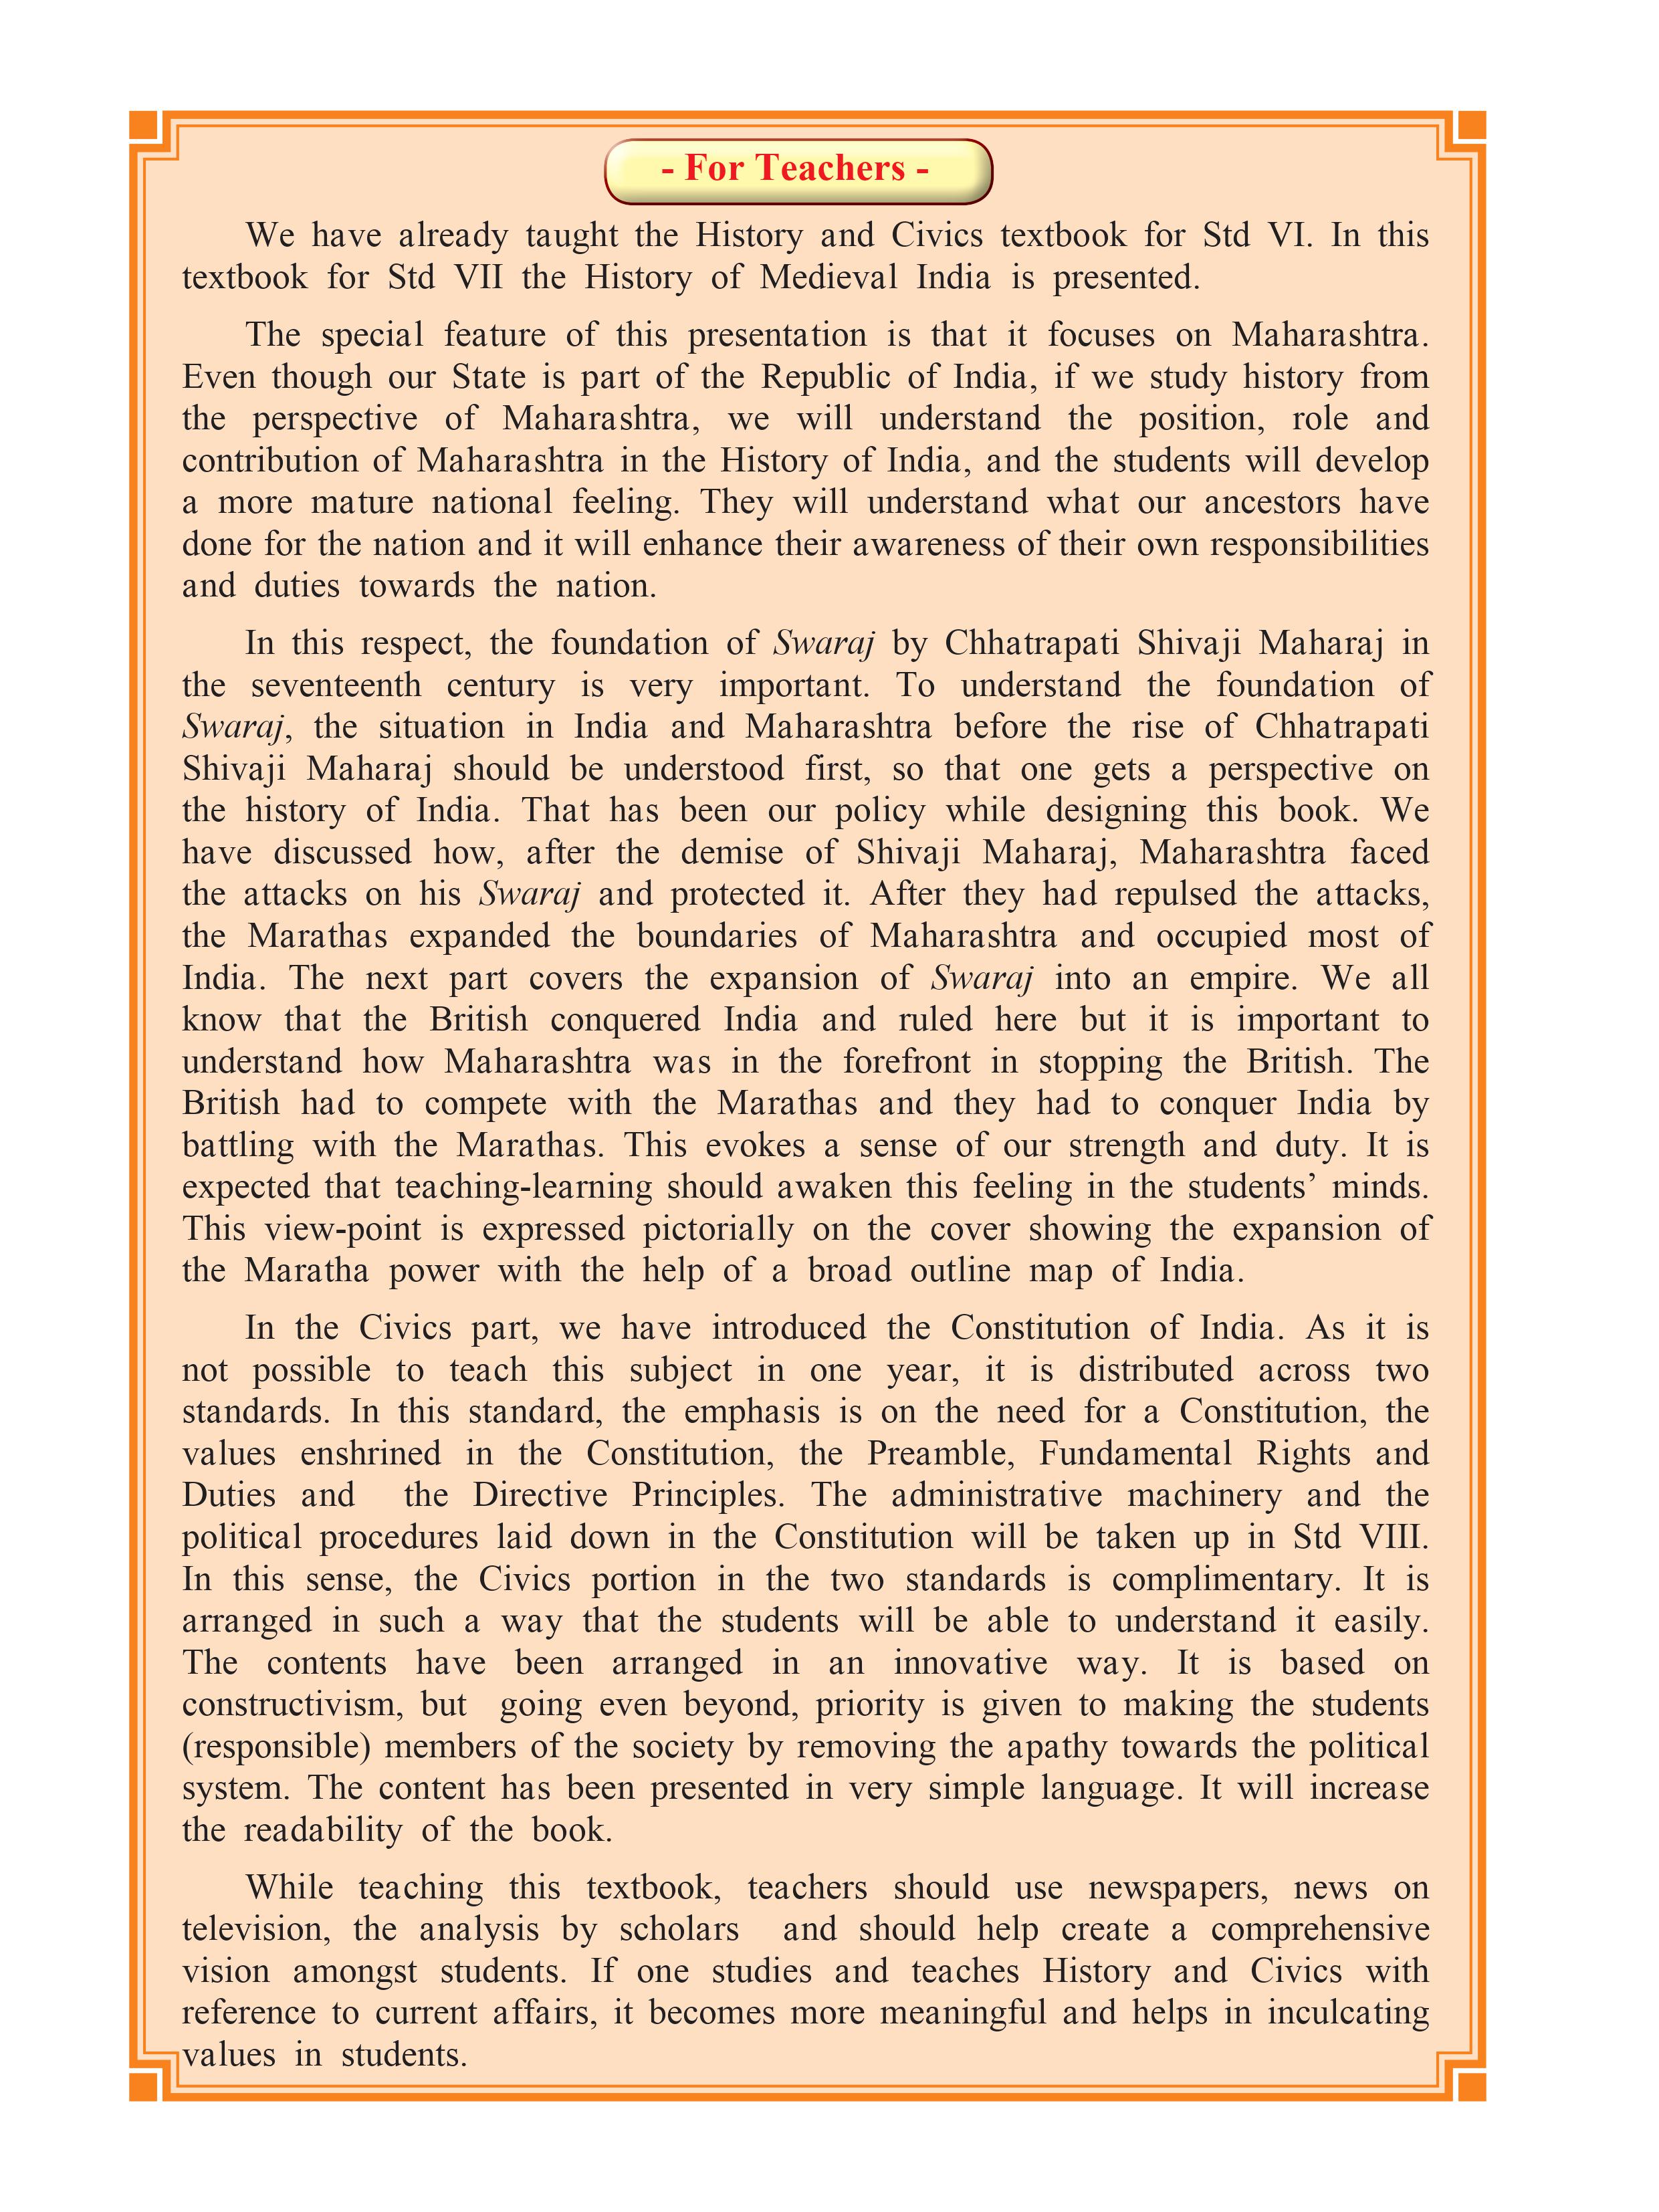 - For Teachers -
We have already taught the History and Civics textbook for Std VI. In this
textbook for Std VII the History of Medieval India is presented.
The special feature of this presentation is that it focuses on Maharashtra.
Even though our State is part of the Republic of India, if we study history from
the perspective of Maharashtra, we will understand the position, role and
contribution of Maharashtra in the History of India, and the students will develop
a more mature national feeling. They will understand what our ancestors have
done for the nation and it will enhance their awareness of their own responsibilities
and duties towards the nation.
In this respect, the foundation of Swaraj by Chhatrapati Shivaji Maharaj in
the seventeenth century is very important. To understand the foundation of
Swaraj, the situation in India and Maharashtra before the rise of Chhatrapati
Shivaji Maharaj should be understood first, so that one gets a perspective on
the history of India. That has been our policy while designing this book. We
have discussed how, after the demise of Shivaji Maharaj, Maharashtra faced
the attacks on his Swaraj and protected it. After they had repulsed the attacks,
the Marathas expanded the boundaries of Maharashtra and occupied most of
India. The next part covers the expansion of Swaraj into an empire. We all
know that the British conquered India and ruled here but it is important to
understand how Maharashtra was in the forefront in stopping the British. The
British had to compete with the Marathas and they had to conquer India by
battling with the Marathas. This evokes a sense of our strength and duty. It is
expected that teaching-learning should awaken this feeling in the students’ minds.
This view-point is expressed pictorially on the cover showing the expansion of
the Maratha power with the help of a broad outline map of India.
In the Civics part, we have introduced the Constitution of India. As it is
not possible to teach this subject in one year, it is distributed across two
standards. In this standard, the emphasis is on the need for a Constitution, the
values enshrined in the Constitution, the Preamble, Fundamental Rights and
Duties and the Directive Principles. The administrative machinery and the
political procedures laid down in the Constitution will be taken up in Std VIII.
In this sense, the Civics portion in the two standards is complimentary. It is
arranged in such a way that the students will be able to understand it easily.
The contents have been arranged in an innovative way. It is based on
constructivism, but going even beyond, priority is given to making the students
(responsible) members of the society by removing the apathy towards the political
system. The content has been presented in very simple language. It will increase
the readability of the book.
While teaching this textbook, teachers should use newspapers, news on
television, the analysis by scholars and should help create a comprehensive
vision amongst students. If one studies and teaches History and Civics with
reference to current affairs, it becomes more meaningful and helps in inculcating
values in students.